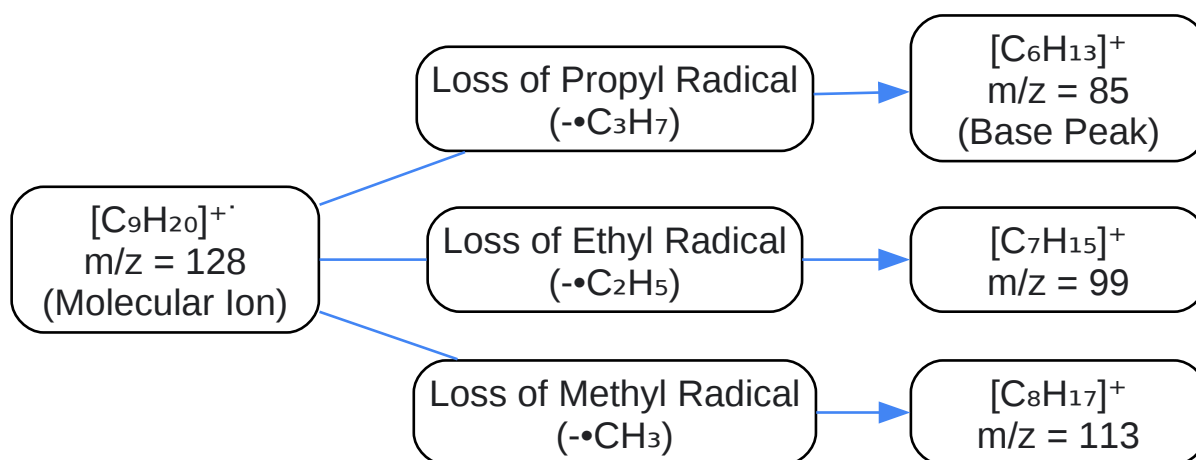 [C₉H₂₀]⁺˙
m/z = 128
(Molecular Ion)
Loss of Propyl Radical
(-•C₃H₇)
[C₆H₁₃]⁺
m/z = 85
(Base Peak)
Loss of Ethyl Radical
(-•C₂H₅)
[C₇H₁₅]⁺
m/z = 99
Loss of Methyl Radical
(-•CH₃)
[C₈H₁₇]⁺
m/z = 113